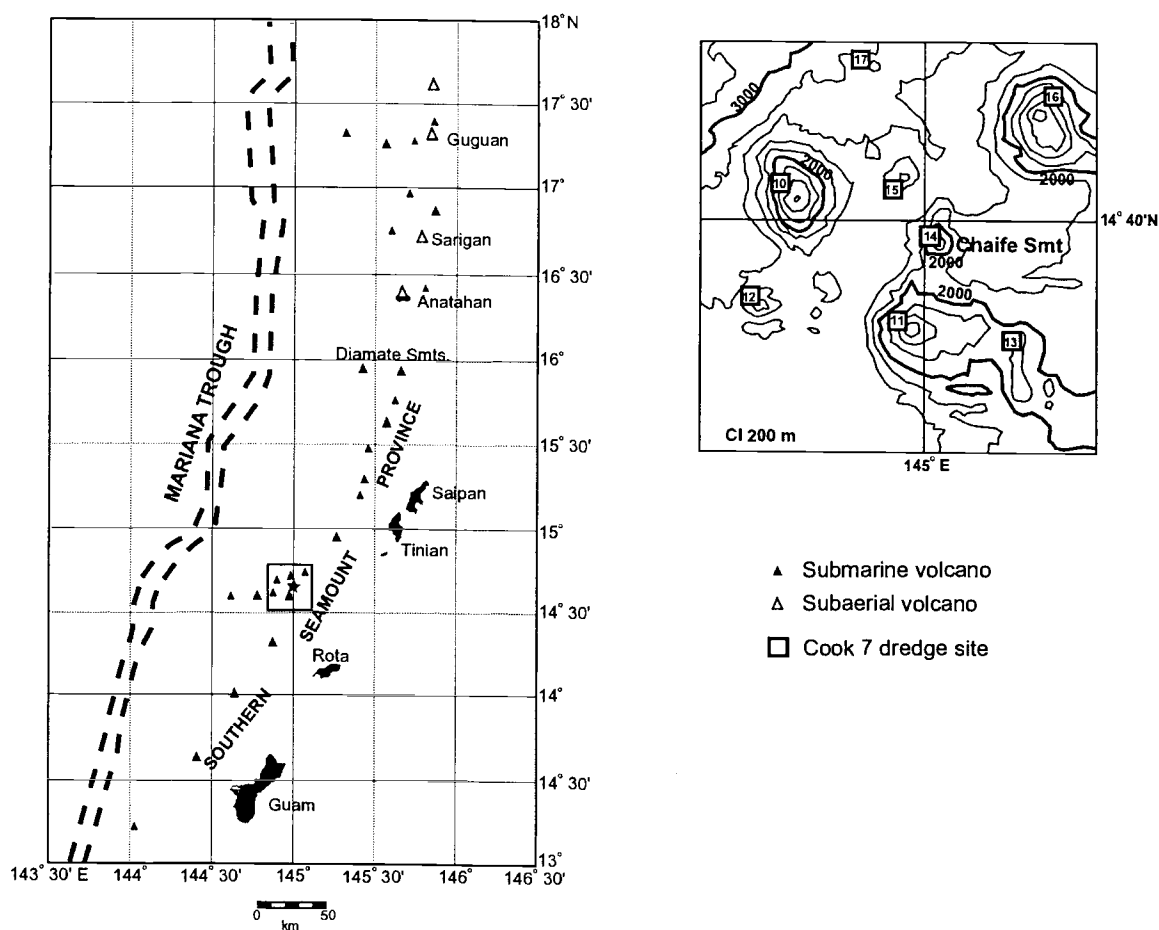 18° N
17° 30'
Guguan
17°
Sarigan
16° 30'
Anatahan
Diamate Smts.
16°
MARIANA TROUGH
PROVINCE
15° 30'
Saipan
15°
Tinian
SEAMOUNT
14° 30'
Rota
14°
SOUTHERN
14° 30'
Guam
13°
143° 30' E
144°
144° 30'
145°
145° 30'
146°
146° 30'
0 50
km
17
3000
16
2000
2000
10
15
14° 40'N
14
Chaife Smt
2000
12
2000
11
13
CI 200 m
145° E
Submarine volcano
Subaerial volcano
Cook 7 dredge site